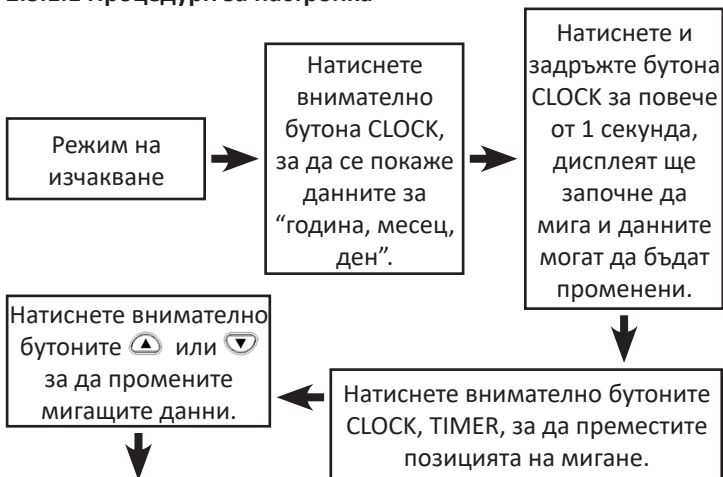 Режим на
изчакване
Натиснете
внимателно
бутона CLOCK,
за да се покаже
данните за
“година, месец,
ден”.
Натиснете и
задръжте бутона
CLOCK за повече
от 1 секунда,
дисплеят ще
започне да
мига и данните
могат да бъдат
променени.
Натиснете внимателно бутоните
CLOCK, TIMER, за да преместите
позицията на мигане.
Натиснете внимателно
бутоните ▲ или ▼
за да промените
мигащите данни.